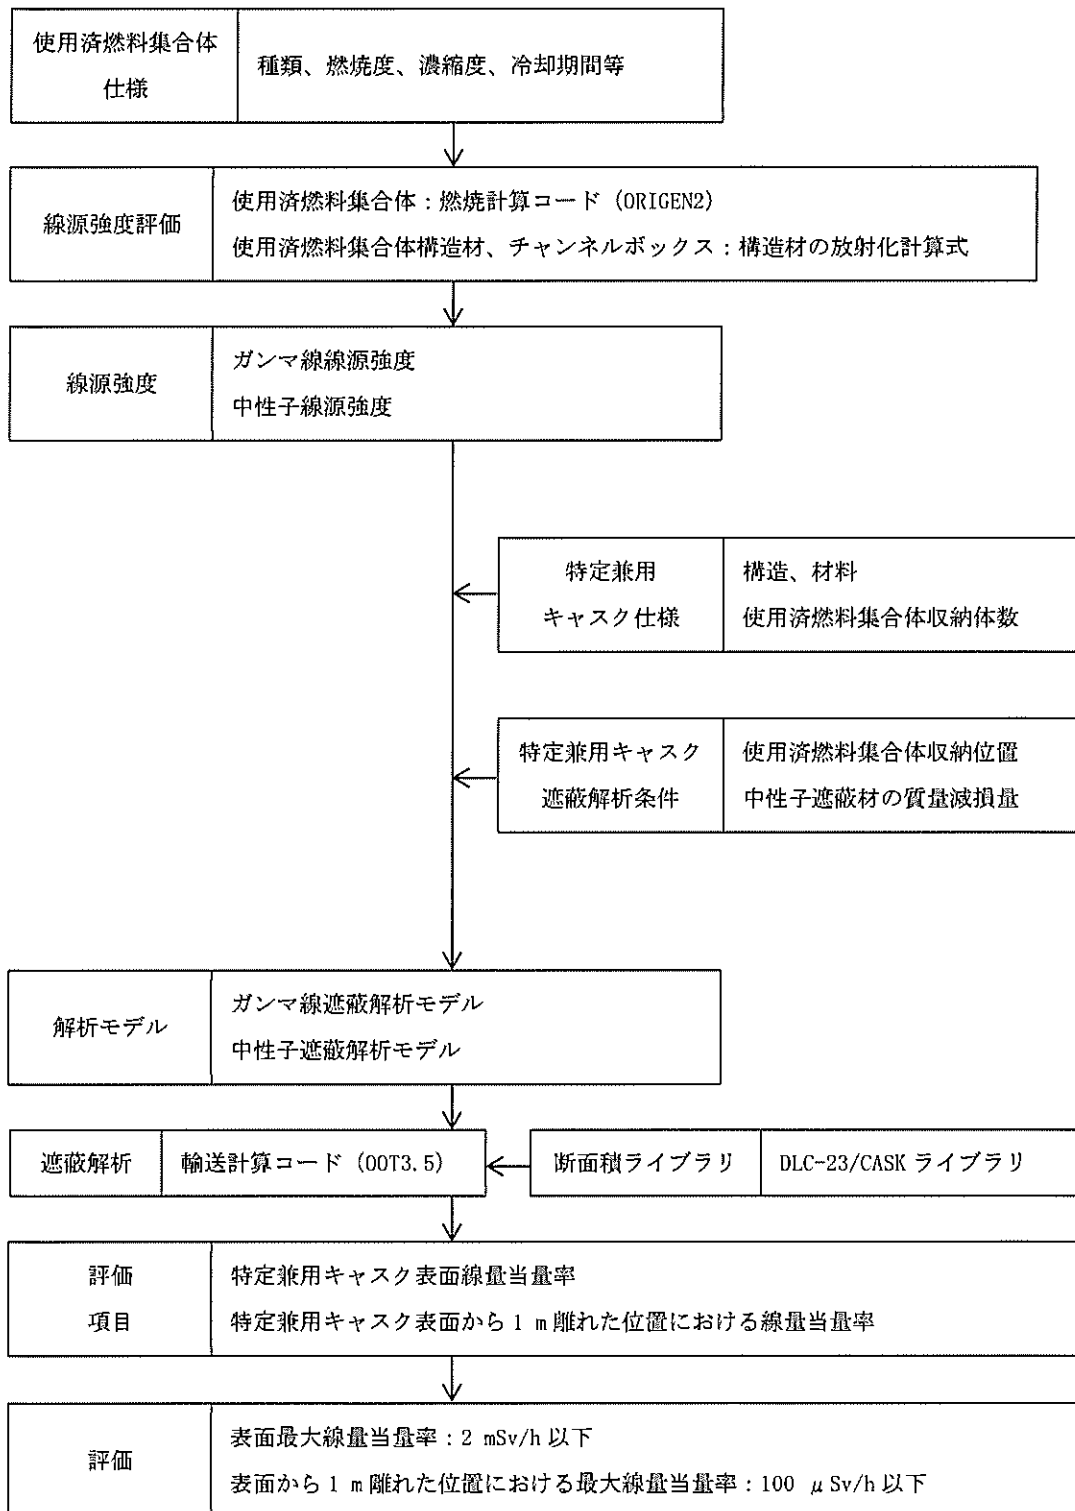 使用済燃料集合体
仕様
種類、燃焼度、濃縮度、冷却期間等
線源強度評価
使用済燃料集合体：燃焼計算コード (ORIGEN2)
使用済燃料集合体構造材、チャンネルボックス：構造材の放射化計算式
線源強度
ガンマ線線源強度
中性子線源強度
特定兼用
キャスク仕様
構造、材料
使用済燃料集合体収納体数
特定兼用キャスク
遮蔽解析条件
使用済燃料集合体収納位置
中性子遮蔽材の質量減損量
解析モデル
ガンマ線遮蔽解析モデル
中性子遮蔽解析モデル
遮蔽解析
輸送計算コード (DOT3.5)
断面積ライブラリ
DLC-23/CASK ライブラリ
評価
項目
特定兼用キャスク表面線量当量率
特定兼用キャスク表面から 1 m 離れた位置における線量当量率
評価
表面最大線量当量率：2 mSv/h 以下
表面から 1 m 離れた位置における最大線量当量率：100 μSv/h 以下